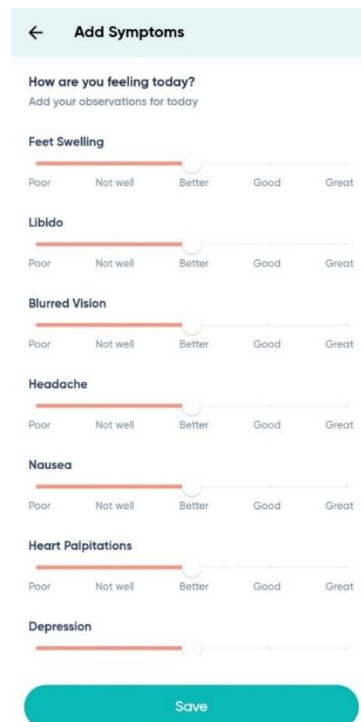 Add Symptoms
How are you feeling today?
Add your observations for today
Feet Swelling
Poor Not well Better Good Great
Libido
Poor Not well Better Good Great
Blurred Vision
Poor Not well Better Good Great
Headache
Poor Not well Better Good Great
Nausea
Poor Not well Better Good Great
Heart Palpitations
Poor Not well Better Good Great
Depression
Save